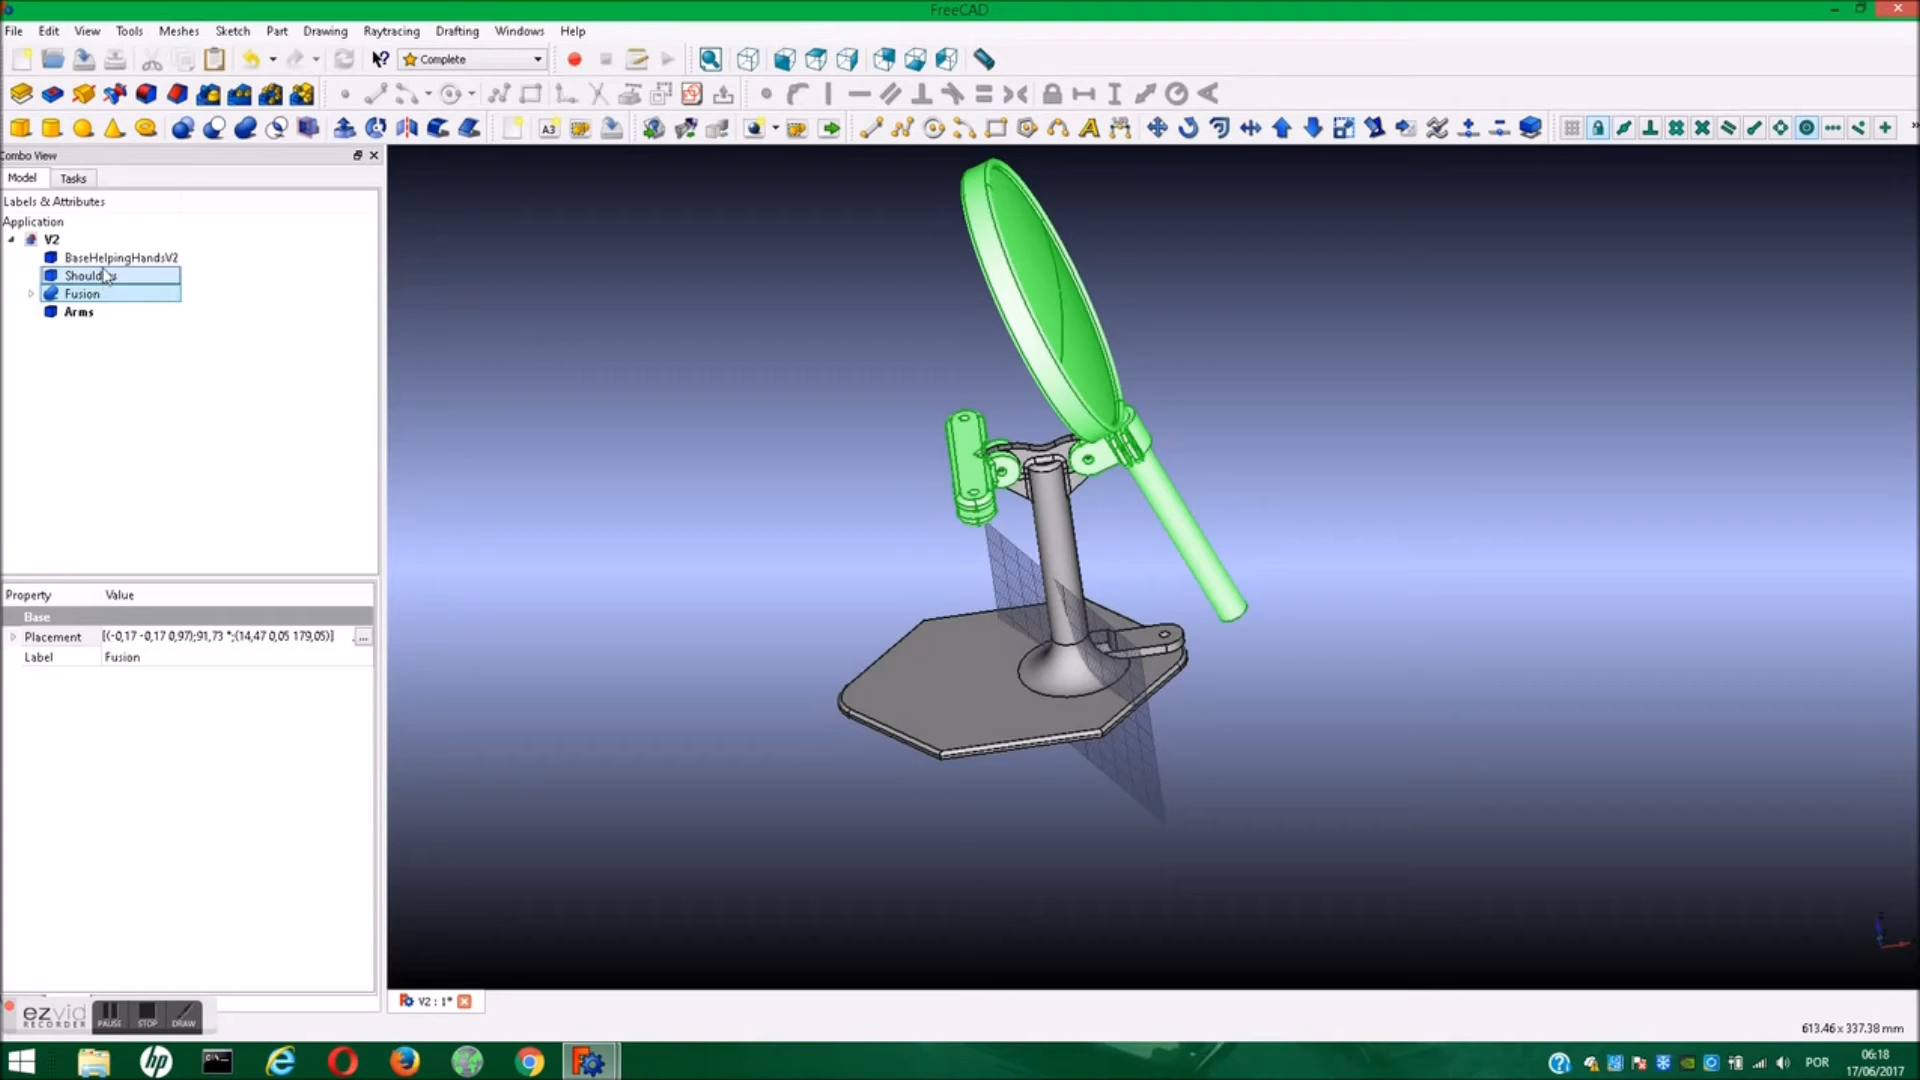 FreeCAD
File Edit View Tools Meshes Sketch Part Drawing Raytracing Drafting Windows Help
Complete
A3
Combo View
Model Tasks
Labels & Attributes
Application
V2
BaseHelpingHandsV2
Fusion
Arms
Property Value
Base
Placement [(-0,17 -0,17 0,97);91,73 °;(14,47 0,05 179,05)] ...
Label Fusion
ezvid
RECORDER
PAUSE STOP DRAW
V2 : 1*
613.46 x 337.38 mm
POR
06:18
17/06/2017